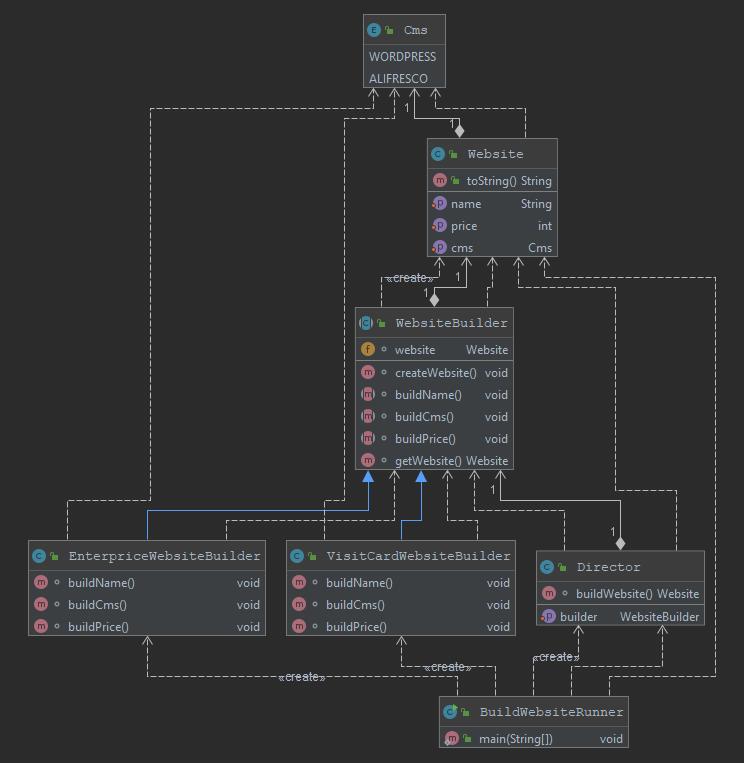 E Cms
WORDPRESS
ALIFRESCO
1
1
C Website
m toString() String
p name String
p price int
p cms Cms
«create»
1
1
C WebsiteBuilder
f website Website
m createWebsite() void
m buildName() void
m buildCms() void
m buildPrice() void
m getWebsite() Website
1
1
C EnterpriceWebsiteBuilder
m buildName() void
m buildCms() void
m buildPrice() void
C VisitCardWebsiteBuilder
m buildName() void
m buildCms() void
m buildPrice() void
C Director
m buildWebsite() Website
p builder WebsiteBuilder
«create»
«create»
«create»
C BuildWebsiteRunner
m main(String[]) void